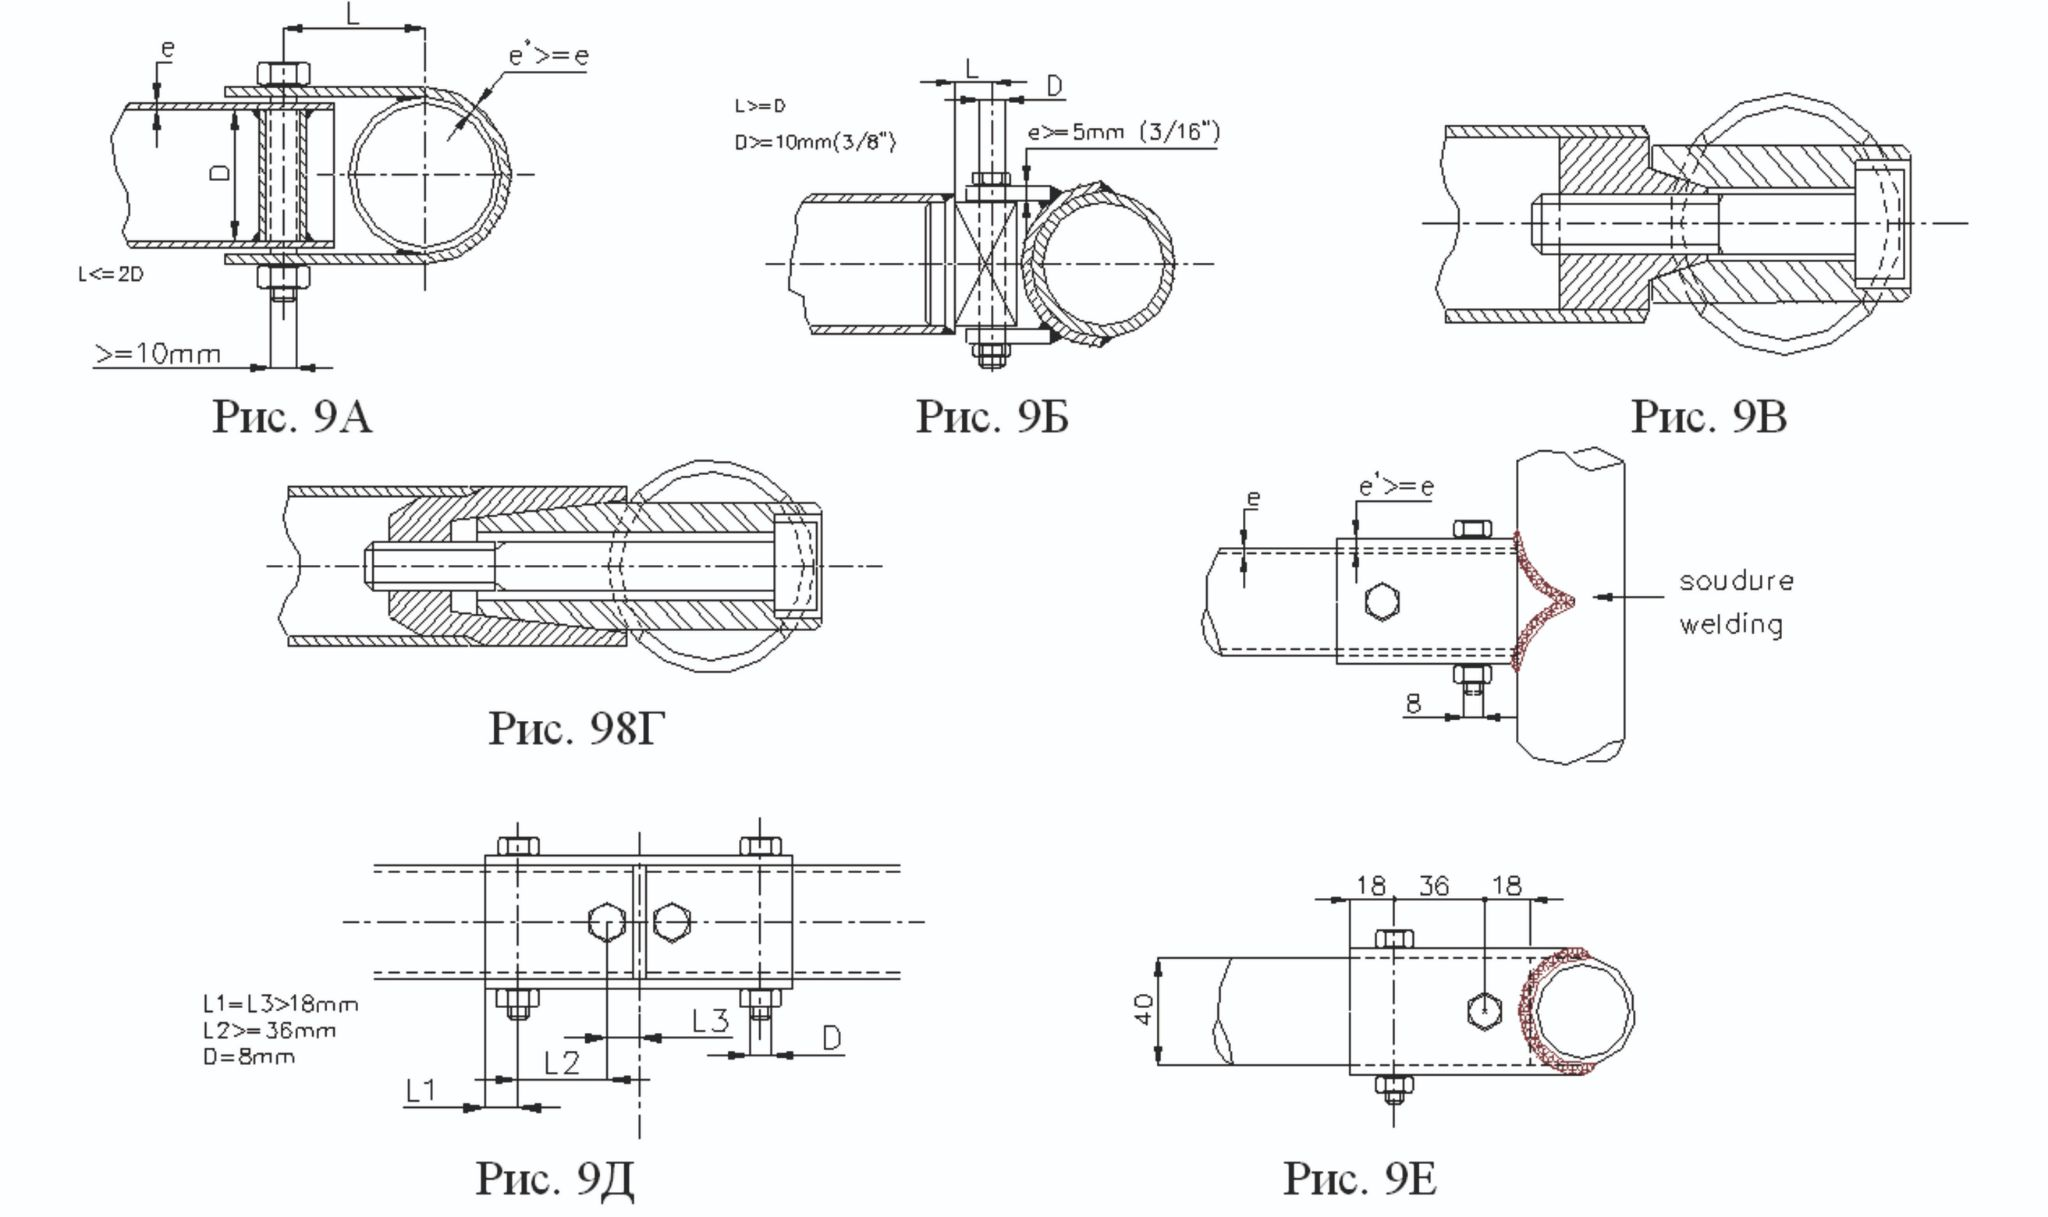 L
e
e'>=e
D
L<=2D
>=10mm
Рис. 9А
L>=D
D>=10mm(3/8")
L
D
e>=5mm (3/16")
Рис. 9Б
Рис. 9В
Рис. 98Г
e
e'>=e
soudure
welding
8
L1=L3>18mm
L2>=36mm
D=8mm
L3
D
L2
L1
Рис. 9Д
18 36 18
40
Рис. 9Е